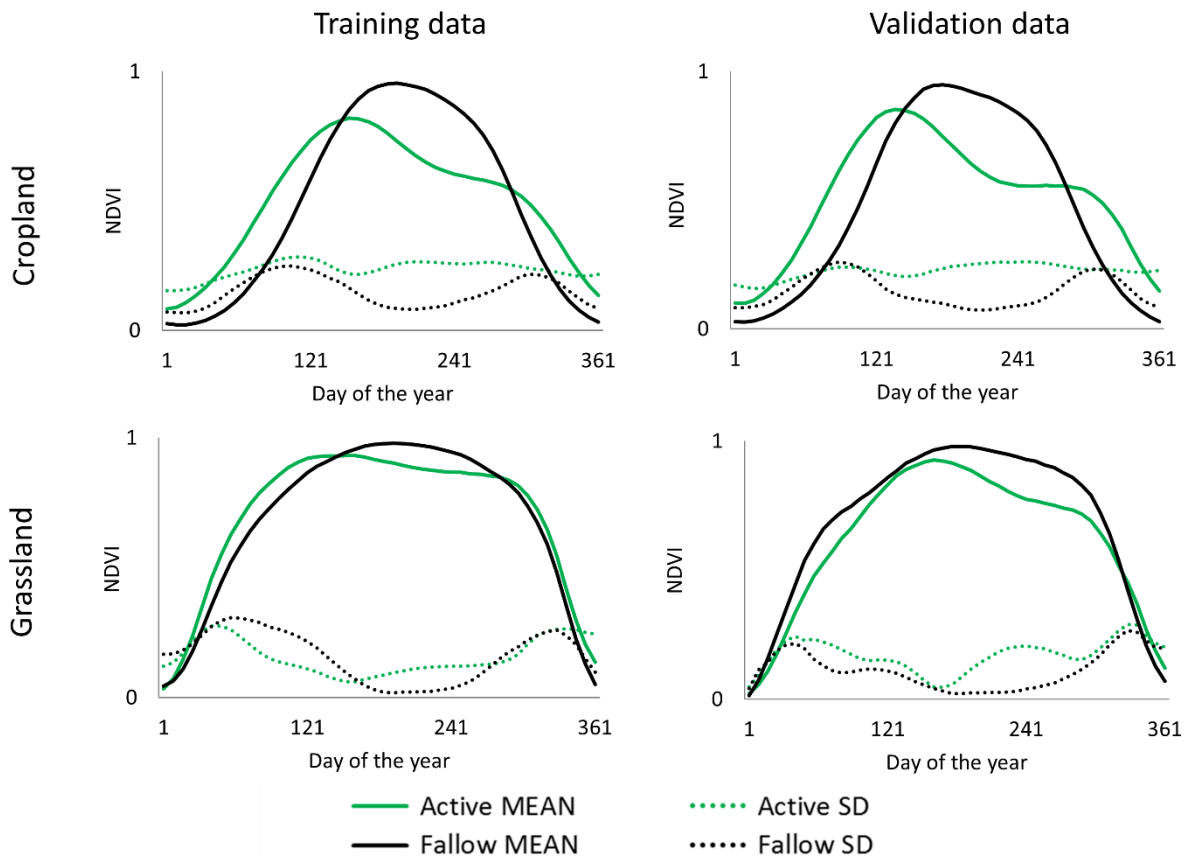 Training data
Validation data
Cropland
1
NDVI
0
1 121 241 361
Day of the year
1
NDVI
0
1 121 241 361
Day of the year
Grassland
1
NDVI
0
1 121 241 361
Day of the year
1
NDVI
0
1 121 241 361
Day of the year
Active MEAN
Active SD
Fallow MEAN
Fallow SD